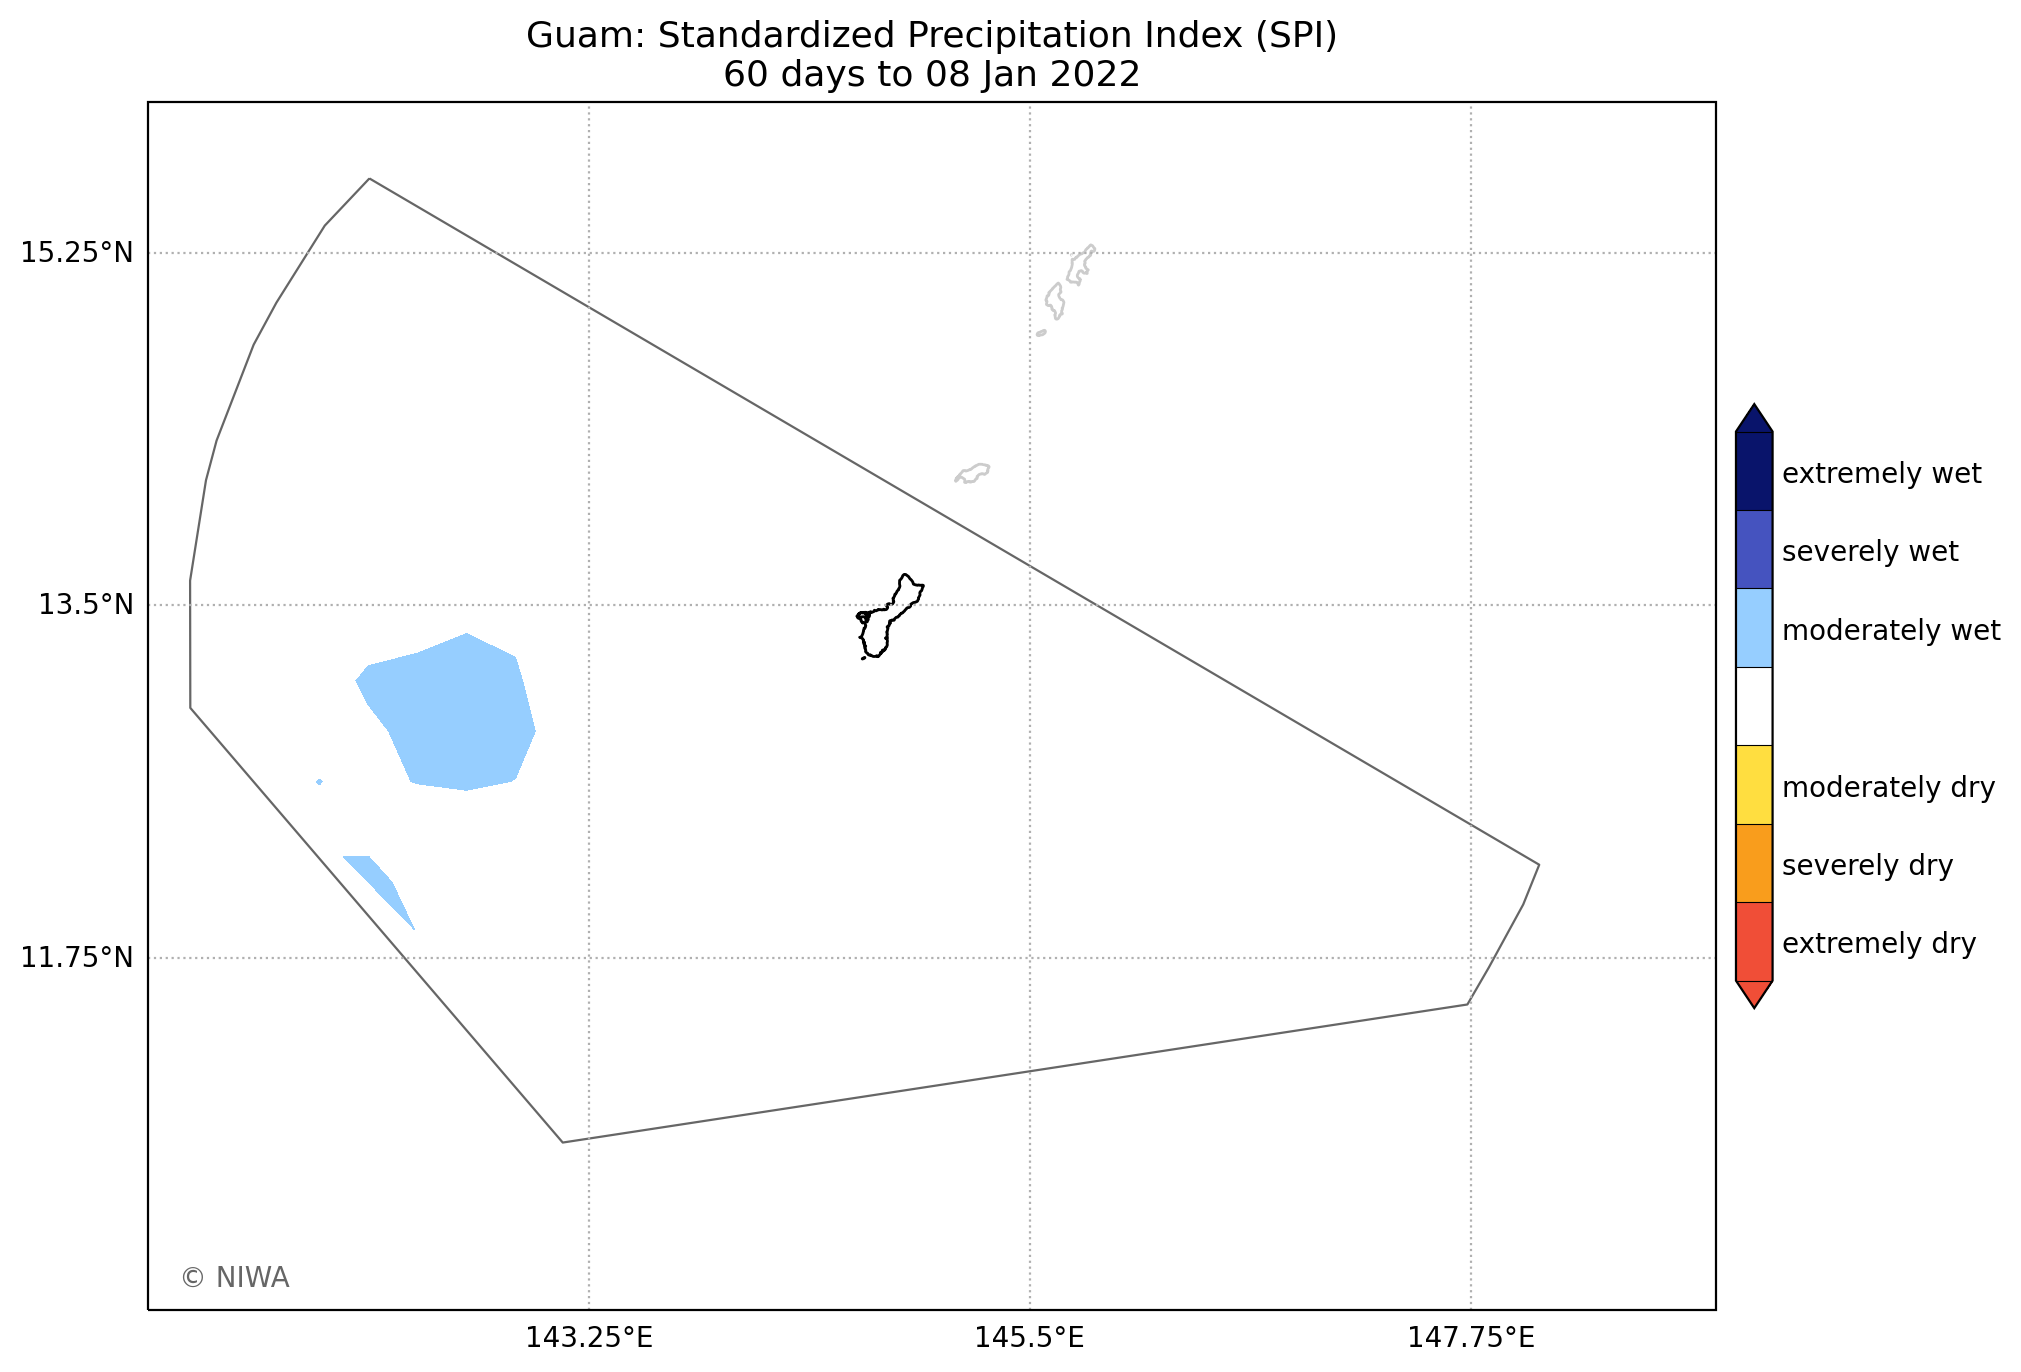 Guam: Standardized Precipitation Index (SPI)
60 days to 08 Jan 2022
15.25°N
13.5°N
11.75°N
143.25°E
145.5°E
147.75°E
extremely wet
severely wet
moderately wet
moderately dry
severely dry
extremely dry
© NIWA